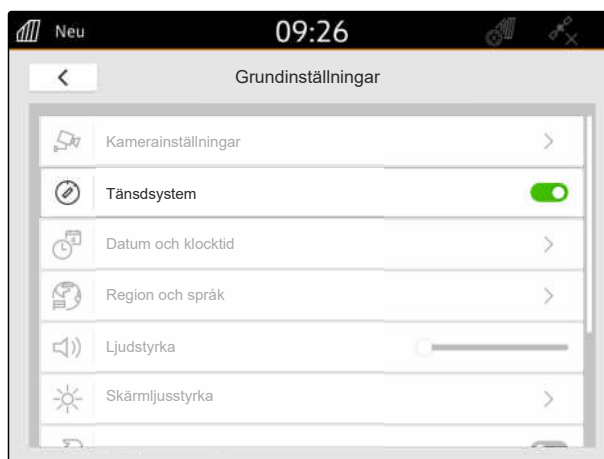 Neu
09:26
Grundinställningar
Kamerainställningar
Tänsdsystem
Datum och klocktid
Region och språk
Ljudstyrka
Skärmljusstyrka